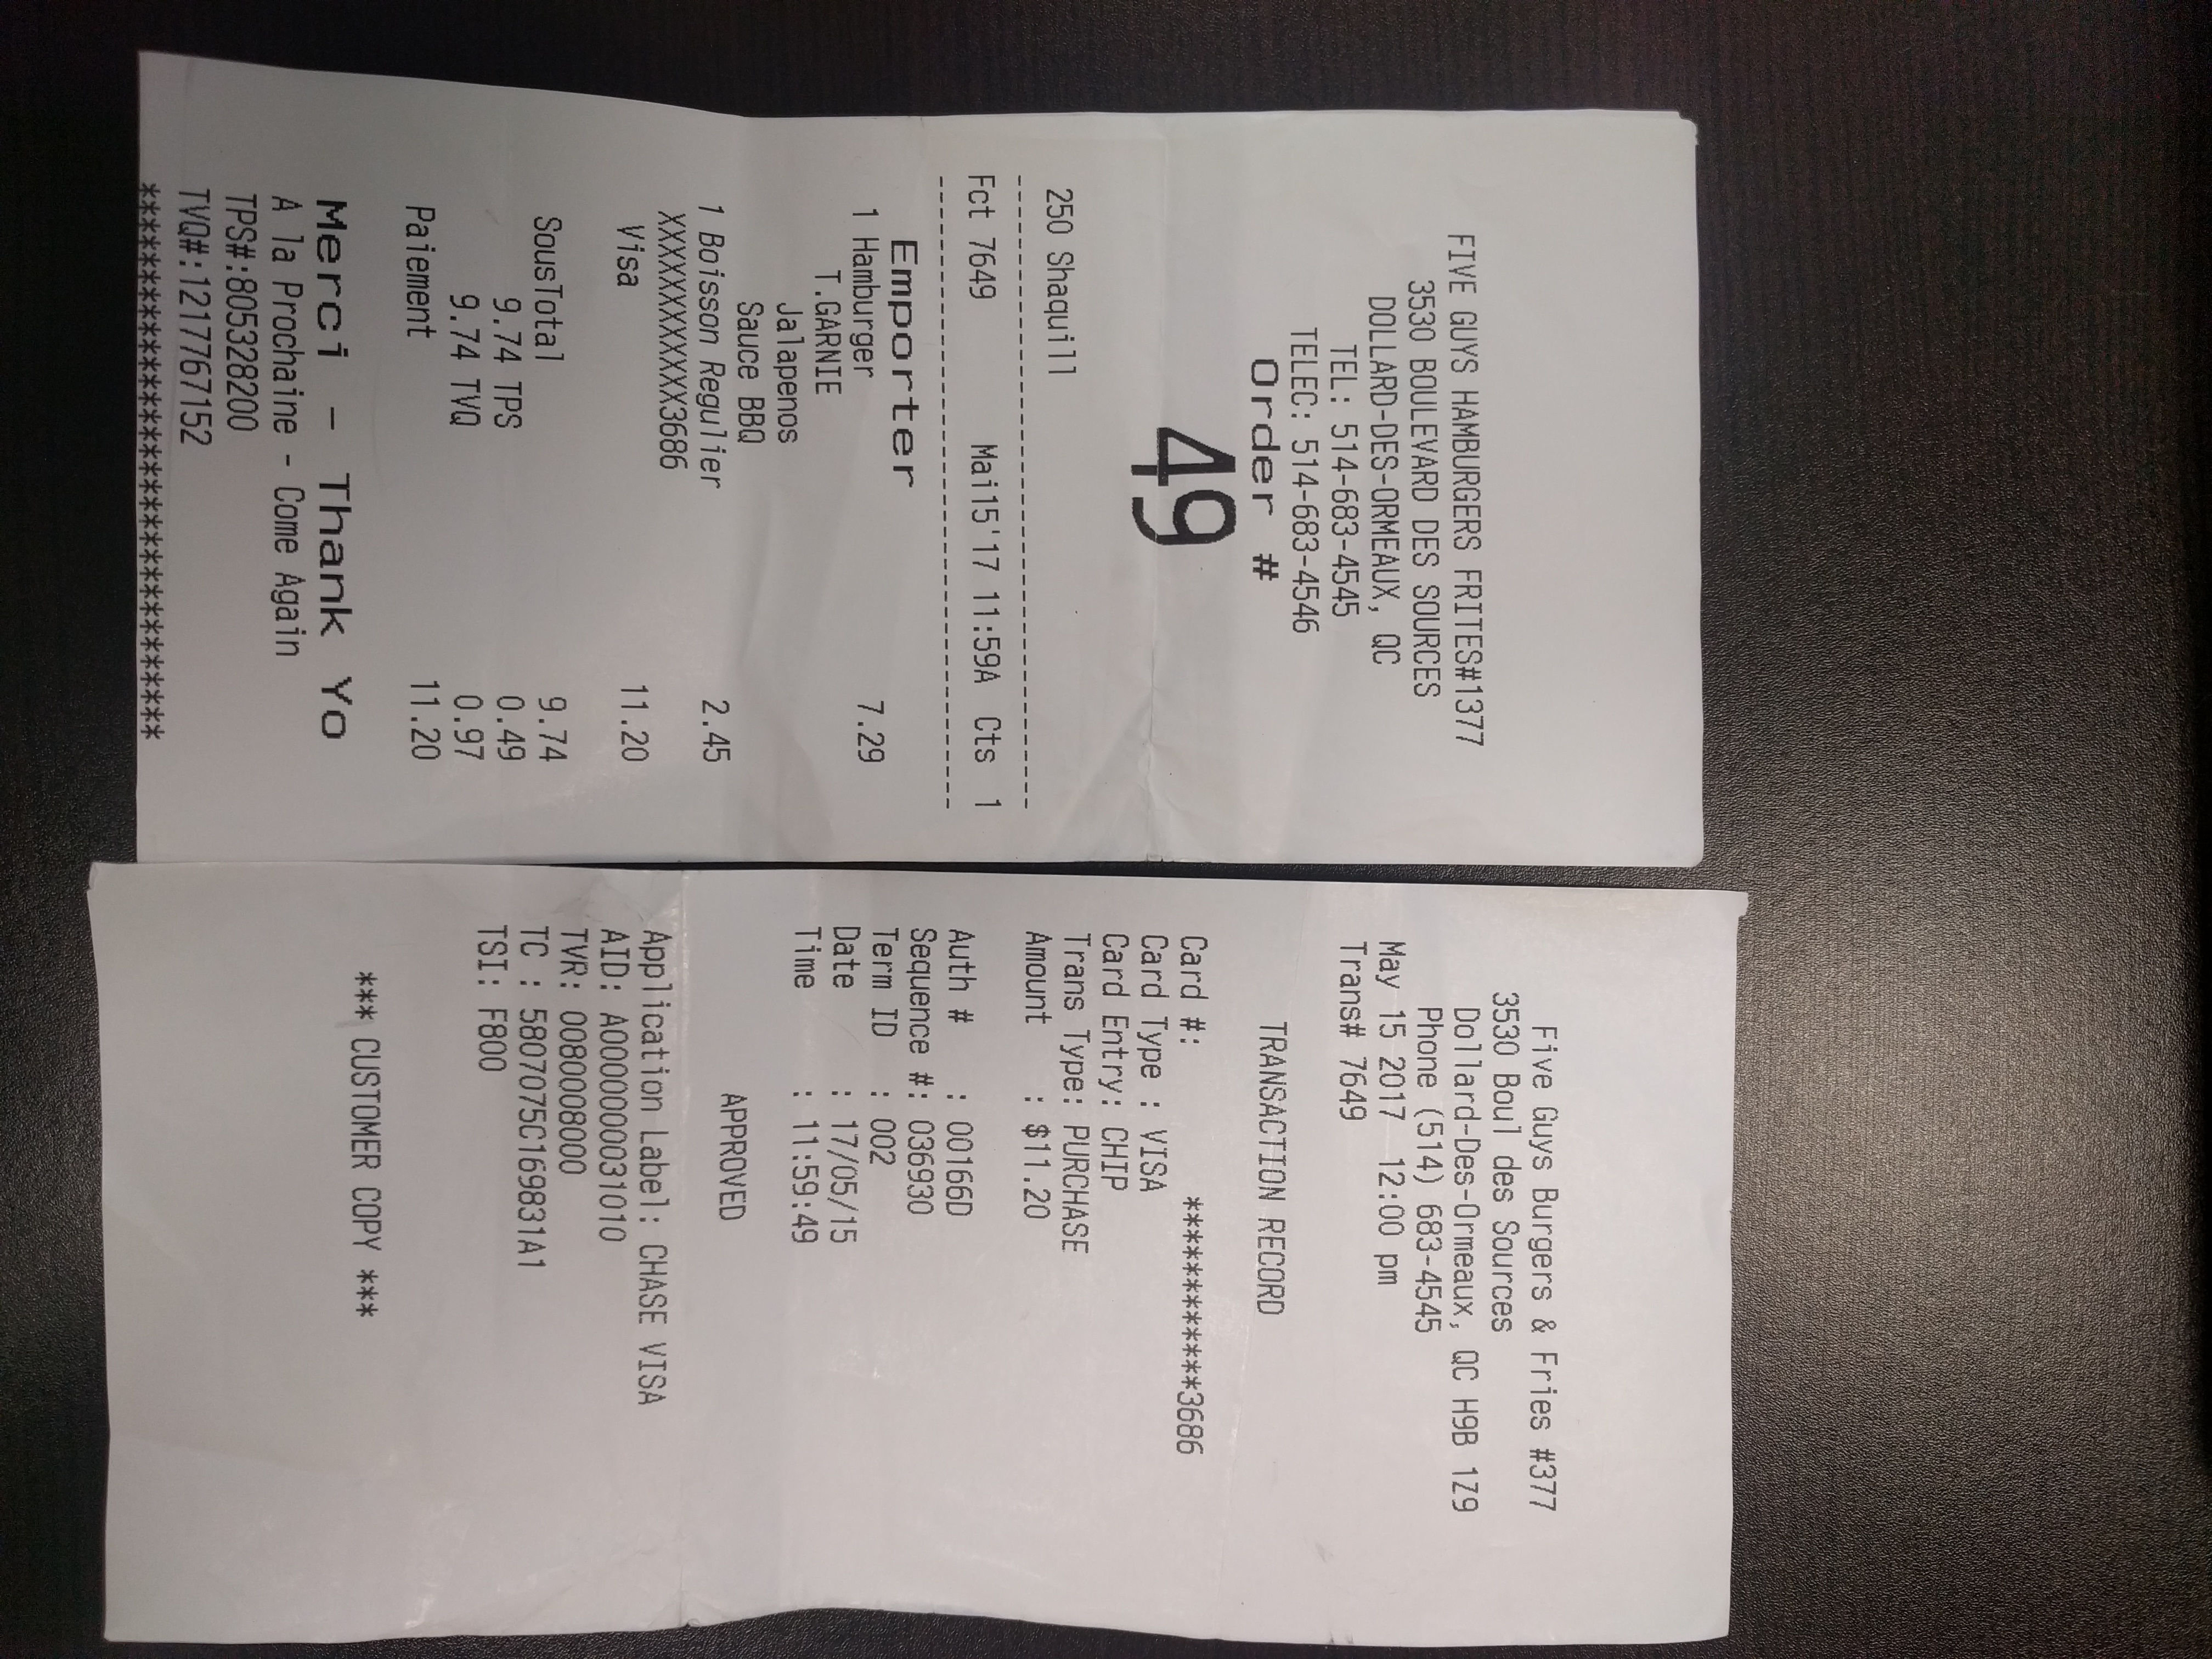 FIVE GUYS HAMBURGERS FRITES#1377
3530 BOULEVARD DES SOURCES
DOLLARD-DES-ORMEAUX, QC
TEL: 514-683-4545
TELEC: 514-683-4546
Order #
49
250 Shaquill
--------------------------------------
Fct 7649 Mai15'17 11:59A Cts 1
--------------------------------------
Emporter
1 Hamburger 7.29
T.GARNIE
Jalapenos
Sauce BBQ
1 Boisson Regulier 2.45
XXXXXXXXXXXX3686
Visa 11.20
SousTotal 9.74
9.74 TPS 0.49
9.74 TVQ 0.97
Paiement 11.20
Merci - Thank Yo
A la Prochaine - Come Again
TPS#:805328200
TVQ#:1217767152
**************************************
Five Guys Burgers & Fries #377
3530 Boul des Sources
Dollard-Des-Ormeaux, QC H9B 1Z9
Phone (514) 683-4545
May 15 2017 12:00 pm
Trans# 7649
TRANSACTION RECORD
Card #: ************3686
Card Type : VISA
Card Entry: CHIP
Trans Type: PURCHASE
Amount : $11.20
Auth # : 00166D
Sequence #: 036930
Term ID : 002
Date : 17/05/15
Time : 11:59:49
APPROVED
Application Label: CHASE VISA
AID: A0000000031010
TVR: 0080008000
TC : 5807075C169831A1
TSI: F800
*** CUSTOMER COPY ***